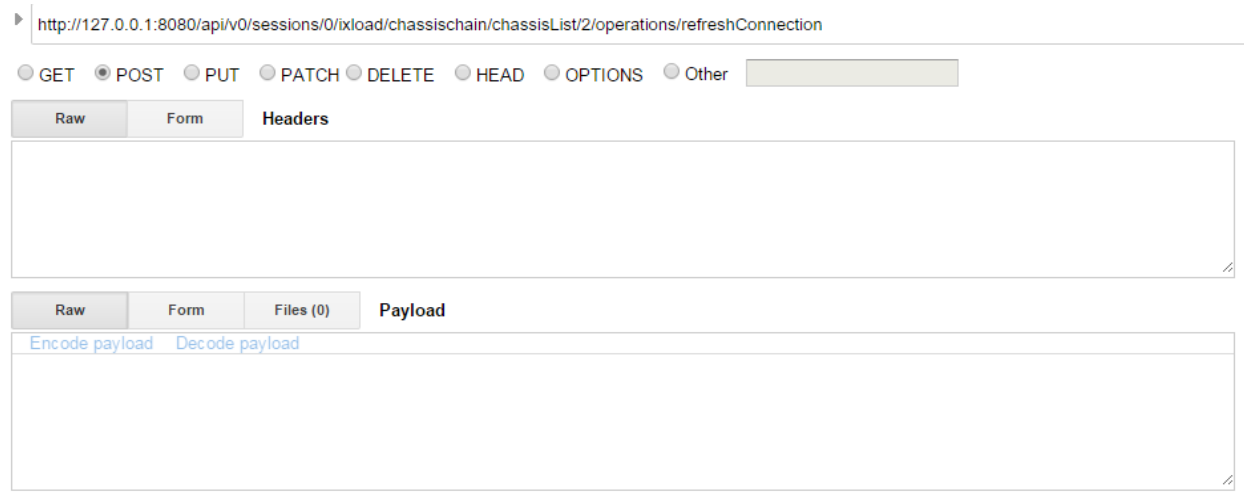 http://127.0.0.1:8080/api/v0/sessions/0/ixload/chassischain/chassisList/2/operations/refreshConnection
GET POST PUT PATCH DELETE HEAD OPTIONS Other
Raw Form Headers
Raw Form Files (0) Payload
Encode payload Decode payload